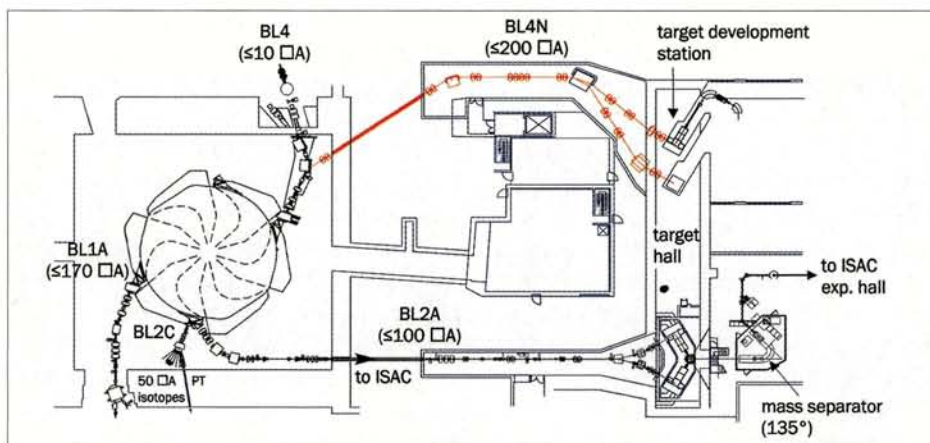 BL4
(≤10 □A)
BL4N
(≤200 □A)
target development
station
BL1A
(≤170 □A)
target
hall
to ISAC
exp. hall
BL2A
(≤100 □A)
BL2C
to ISAC
50 □A
isotopes
PT
mass separator
(135°)